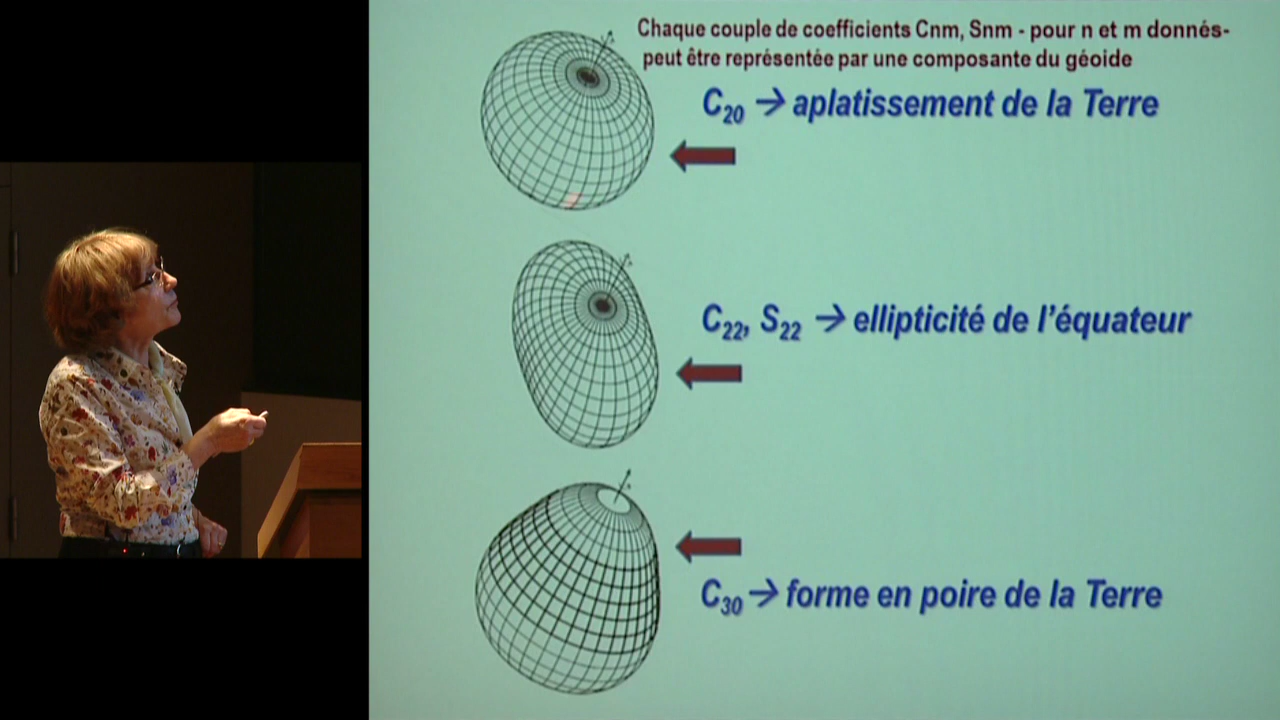 Chaque couple de coefficients Cnm, Snm - pour n et m donnés-
peut être représentée par une composante du géoide
C20 → aplatissement de la Terre
C22, S22 → ellipticité de l'équateur
C30 → forme en poire de la Terre